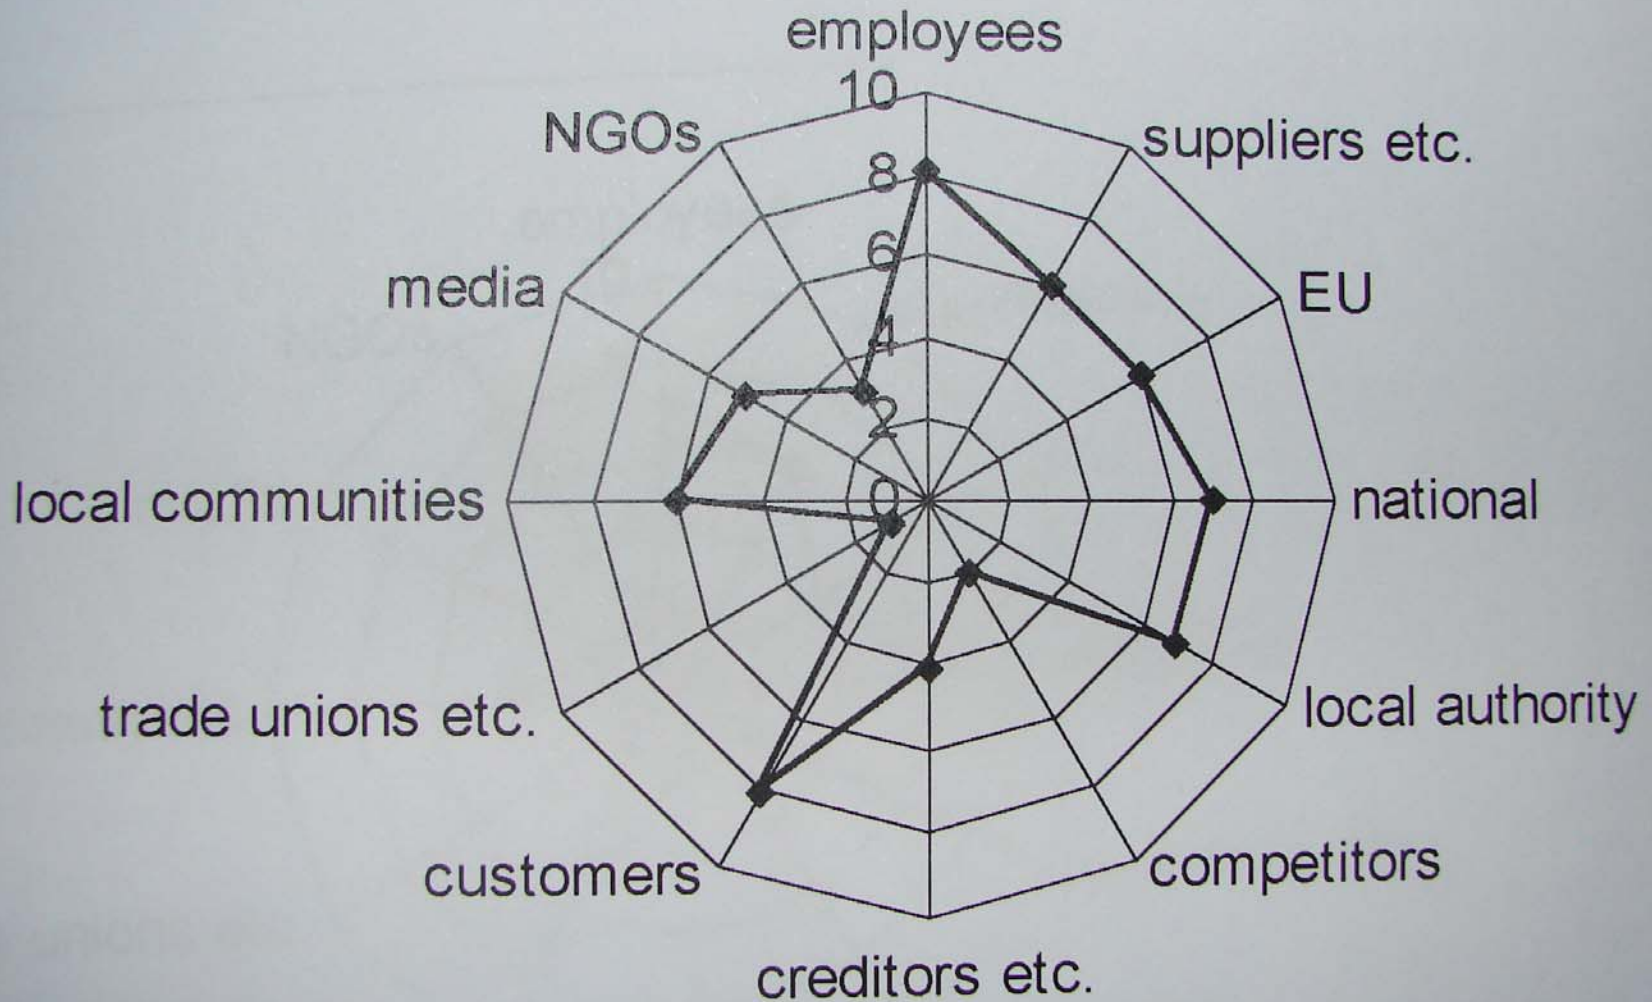 employees
10
NGOs
suppliers etc.
8
6
media
EU
4
2
local communities
0
national
trade unions etc.
local authority
customers
competitors
creditors etc.